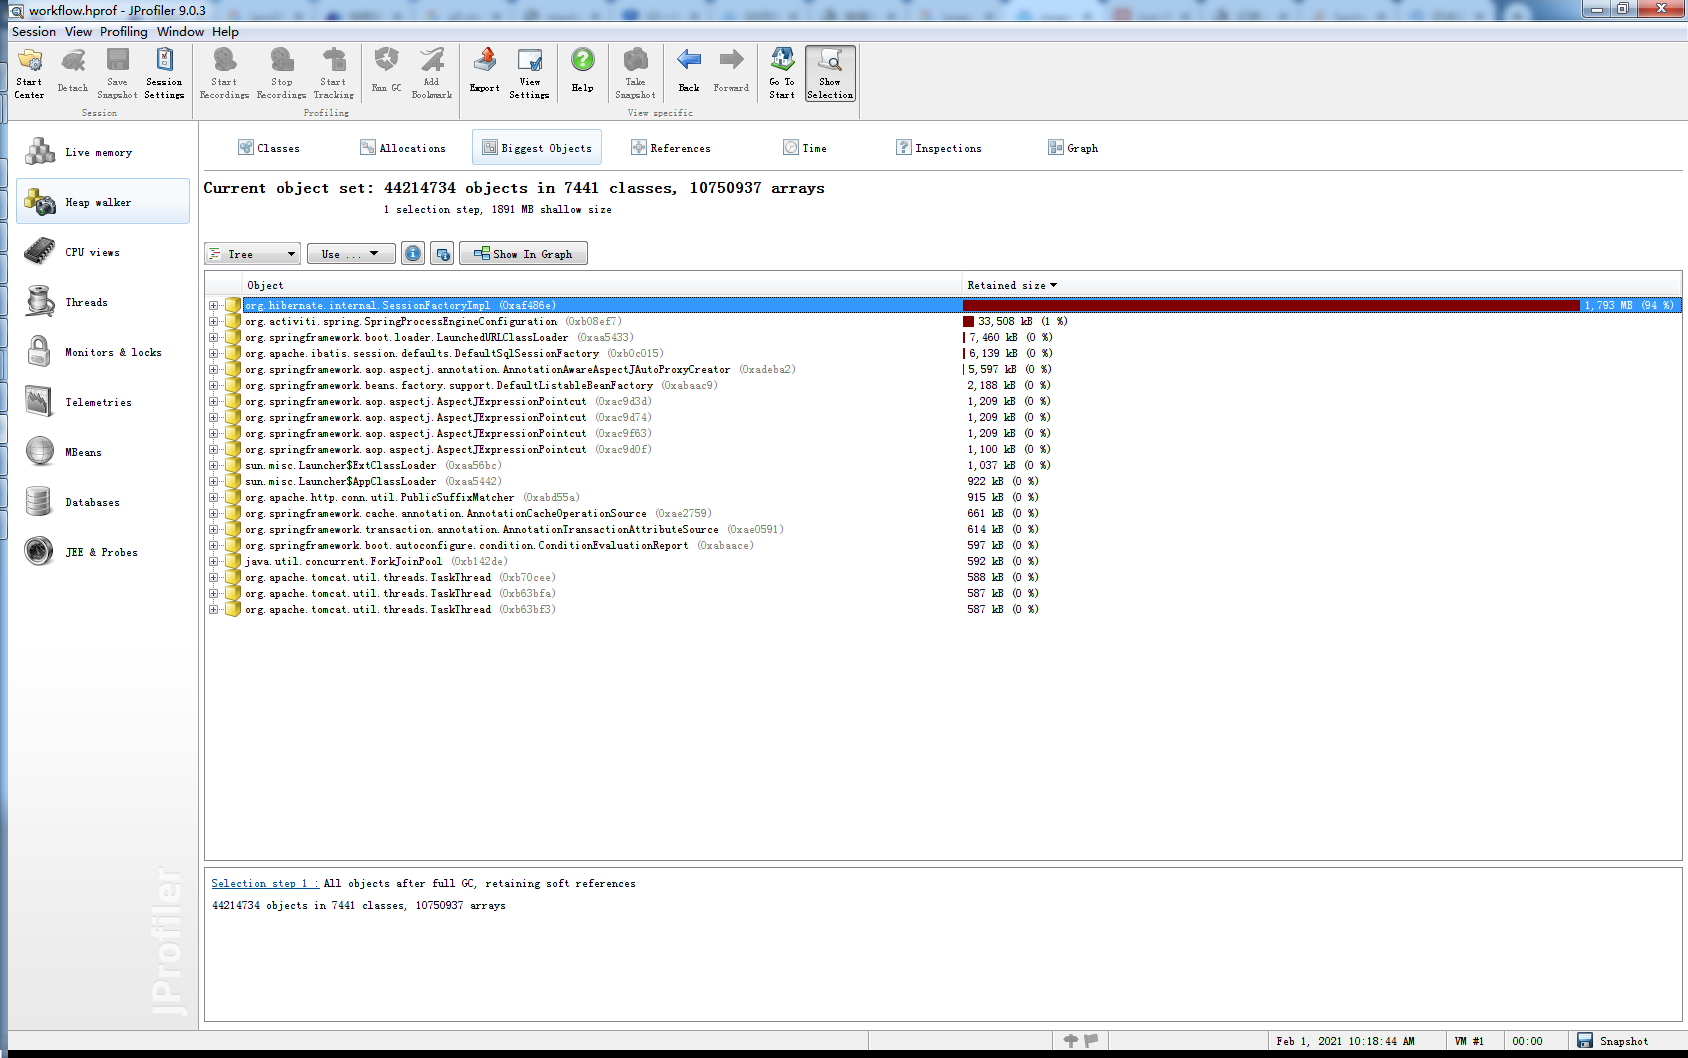 workflow.hprof - JProfiler 9.0.3
Session View Profiling Window Help
Start Center
Detach
Save Snapshot
Session Settings
Start Recordings
Stop Recordings
Start Tracking
Run GC
Add Bookmark
Export
View Settings
Help
Take Snapshot
Back
Forward
Go To Start
Show Selection
Session
Profiling
View specific
Live memory
Heap walker
CPU views
Threads
Monitors & locks
Telemetries
MBeans
Databases
JEE & Probes
JProfiler
Classes Allocations Biggest Objects References Time Inspections Graph
Current object set: 44214734 objects in 7441 classes, 10750937 arrays
1 selection step, 1891 MB shallow size
Tree Use ... Show In Graph
Object Retained size
org.hibernate.internal.SessionFactoryImpl (0xaf486e) 1,793 MB (94 %)
org.activiti.spring.SpringProcessEngineConfiguration (0xb08ef7) 33,508 kB (1 %)
org.springframework.boot.loader.LaunchedURLClassLoader (0xaa5433) 7,460 kB (0 %)
org.apache.ibatis.session.defaults.DefaultSqlSessionFactory (0xb0c015) 6,139 kB (0 %)
org.springframework.aop.aspectj.annotation.AnnotationAwareAspectJAutoProxyCreator (0xadeba2) 5,597 kB (0 %)
org.springframework.beans.factory.support.DefaultListableBeanFactory (0xabaac9) 2,188 kB (0 %)
org.springframework.aop.aspectj.AspectJExpressionPointcut (0xac9d3d) 1,209 kB (0 %)
org.springframework.aop.aspectj.AspectJExpressionPointcut (0xac9d74) 1,209 kB (0 %)
org.springframework.aop.aspectj.AspectJExpressionPointcut (0xac9f63) 1,209 kB (0 %)
org.springframework.aop.aspectj.AspectJExpressionPointcut (0xac9d0f) 1,100 kB (0 %)
sun.misc.Launcher$ExtClassLoader (0xaa56bc) 1,037 kB (0 %)
sun.misc.Launcher$AppClassLoader (0xaa5442) 922 kB (0 %)
org.apache.http.conn.util.PublicSuffixMatcher (0xabd55a) 915 kB (0 %)
org.springframework.cache.annotation.AnnotationCacheOperationSource (0xae2759) 661 kB (0 %)
org.springframework.transaction.annotation.AnnotationTransactionAttributeSource (0xae0591) 614 kB (0 %)
org.springframework.boot.autoconfigure.condition.ConditionEvaluationReport (0xabaace) 597 kB (0 %)
java.util.concurrent.ForkJoinPool (0xb142de) 592 kB (0 %)
org.apache.tomcat.util.threads.TaskThread (0xb70cee) 588 kB (0 %)
org.apache.tomcat.util.threads.TaskThread (0xb63bfa) 587 kB (0 %)
org.apache.tomcat.util.threads.TaskThread (0xb63bf3) 587 kB (0 %)
Selection step 1 : All objects after full GC, retaining soft references
44214734 objects in 7441 classes, 10750937 arrays
Feb 1, 2021 10:18:44 AM VM #1 00:00 Snapshot